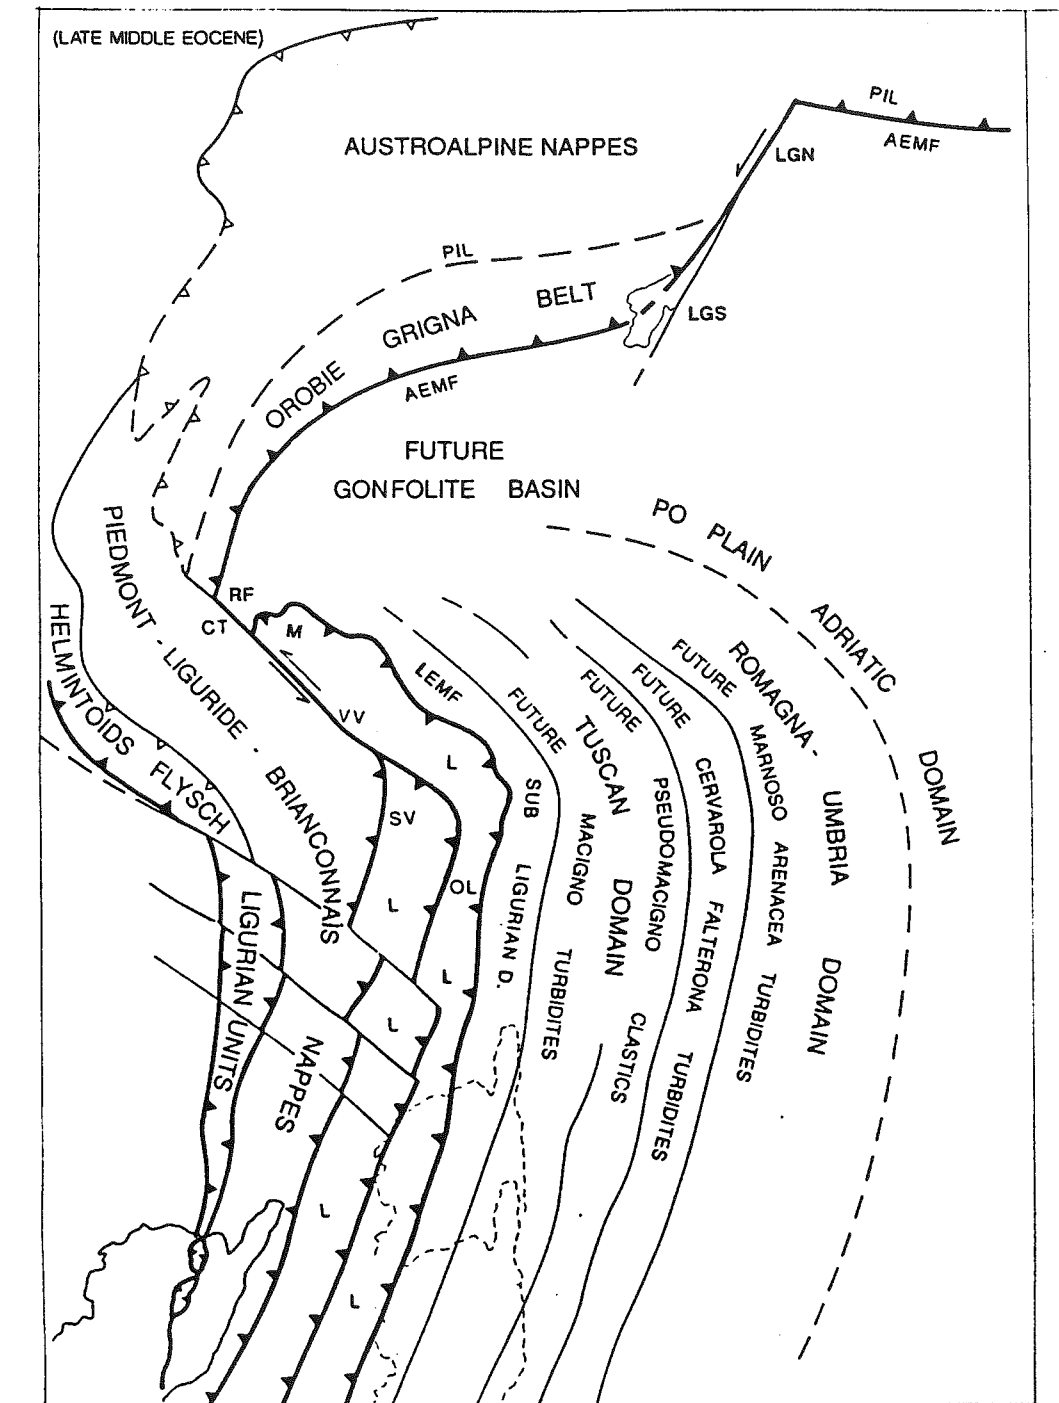 (LATE MIDDLE EOCENE)
PIL
AEMF
AUSTROALPINE NAPPES
LGN
PIL
OROBIE GRIGNA BELT
LGS
AEMF
FUTURE
GONFOLITE BASIN
PO PLAIN ADRIATIC DOMAIN
PIEDMONT - LIGURIDE - BRIANCONNAIS NAPPES
RF
CT
M
LEMF
VV
HELMINTOIDS FLYSCH
LIGURIAN UNITS
L
SV
OL
L
L
L
L
L
FUTURE SUB LIGURIAN D.
FUTURE TUSCAN DOMAIN
MACIGNO TURBIDITES
FUTURE PSEUDOMACIGNO CLASTICS
CERVAROLA FALTERONA TURBIDITES
FUTURE MARNOSO ARENACEA TURBIDITES
ROMAGNA - UMBRIA DOMAIN